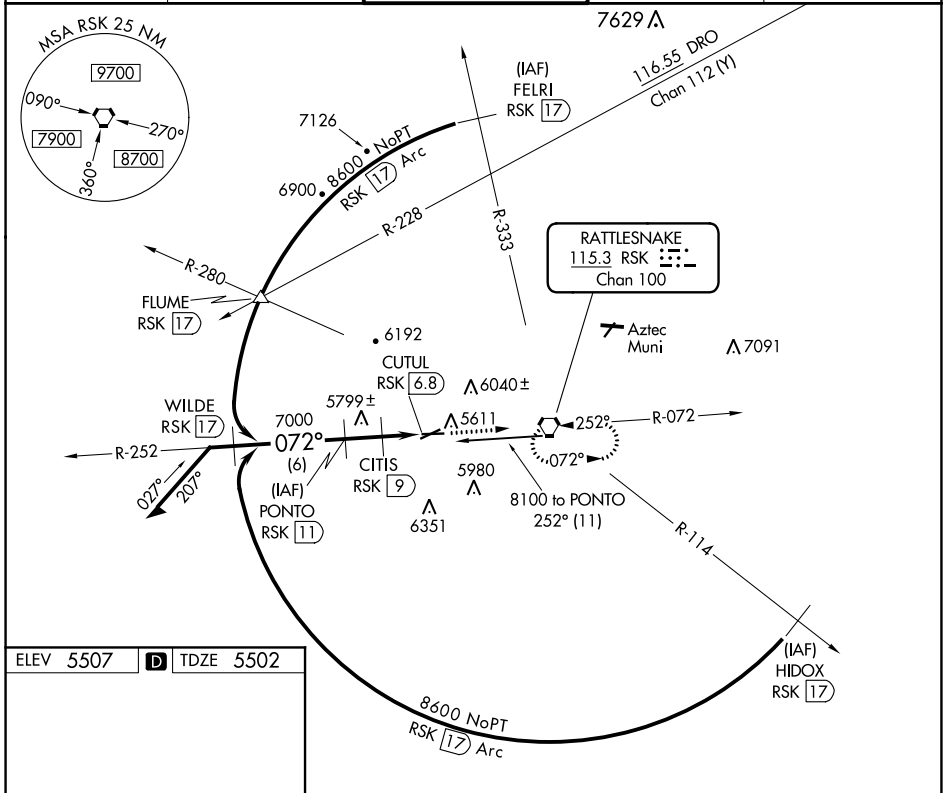 MSA RSK 25 NM
9700
090°
7900
270°
8700
360°
7629
116.55 DRO
Chan 112 (Y)
(IAF)
FELRI
RSK 17
7126
8600 NoPT
RSK 17 Arc
6900
R-228
R-333
R-280
FLUME
RSK 17
RATTLESNAKE
115.3 RSK
Chan 100
Aztec
Muni
7091
6192
CUTUL
RSK 6.8
6040±
5799±
5611
WILDE
RSK 17
7000
072°
(6)
R-252
252°
R-072
072°
027°
207°
(IAF)
PONTO
RSK 11
CITIS
RSK 9
5980
6351
8100 to PONTO
252° (11)
R-114
(IAF)
HIDOX
RSK 17
8600 NoPT
RSK 17 Arc
ELEV 5507 D TDZE 5502